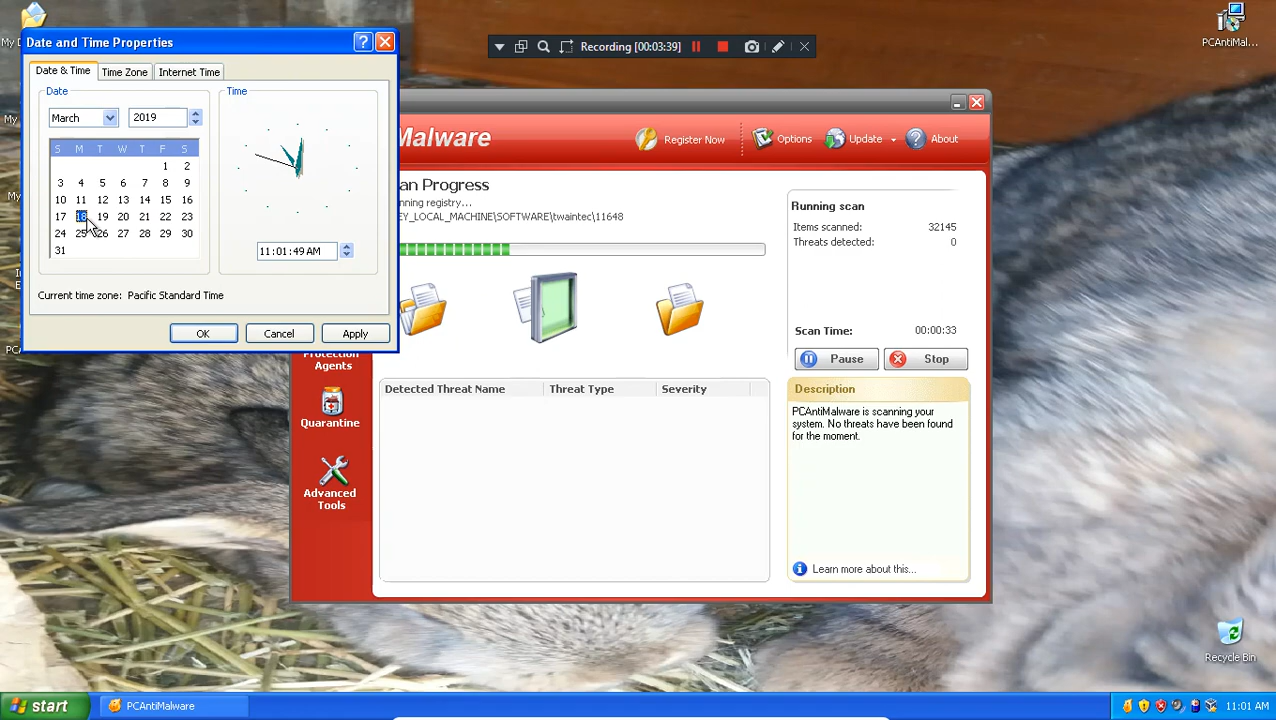 My D
Date and Time Properties
Date & Time
Time Zone
Internet Time
Date
March
2019
S M T W T F S
1 2
3 4 5 6 7 8 9
10 11 12 13 14 15 16
17 18 19 20 21 22 23
24 25 26 27 28 29 30
31
Time
11:01:49 AM
Current time zone: Pacific Standard Time
OK
Cancel
Apply
My
My N
PCA
Recording [00:03:39]
PCAntiMal...
Malware
Register Now
Options
Update
About
can Progress
nning registry...
EY_LOCAL_MACHINE\SOFTWARE\twaintec\11648
Running scan
Items scanned: 32145
Threats detected: 0
Scan Time: 00:00:33
Pause
Stop
Protection
Agents
Quarantine
Advanced
Tools
Detected Threat Name
Threat Type
Severity
Description
PCAntiMalware is scanning your
system. No threats have been found
for the moment.
Learn more about this...
Recycle Bin
start
PCAntiMalware
11:01 AM